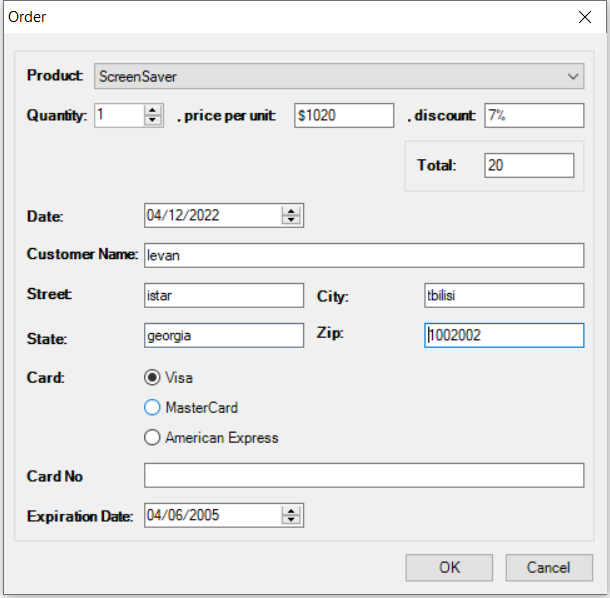 Order
Product: ScreenSaver
Quantity: 1 . price per unit: $1020 . discount: 7%
Total: 20
Date: 04/12/2022
Customer Name: levan
Street: istar City: tbilisi
State: georgia Zip: 1002002
Card: Visa
MasterCard
American Express
Card No
Expiration Date: 04/06/2005
OK Cancel